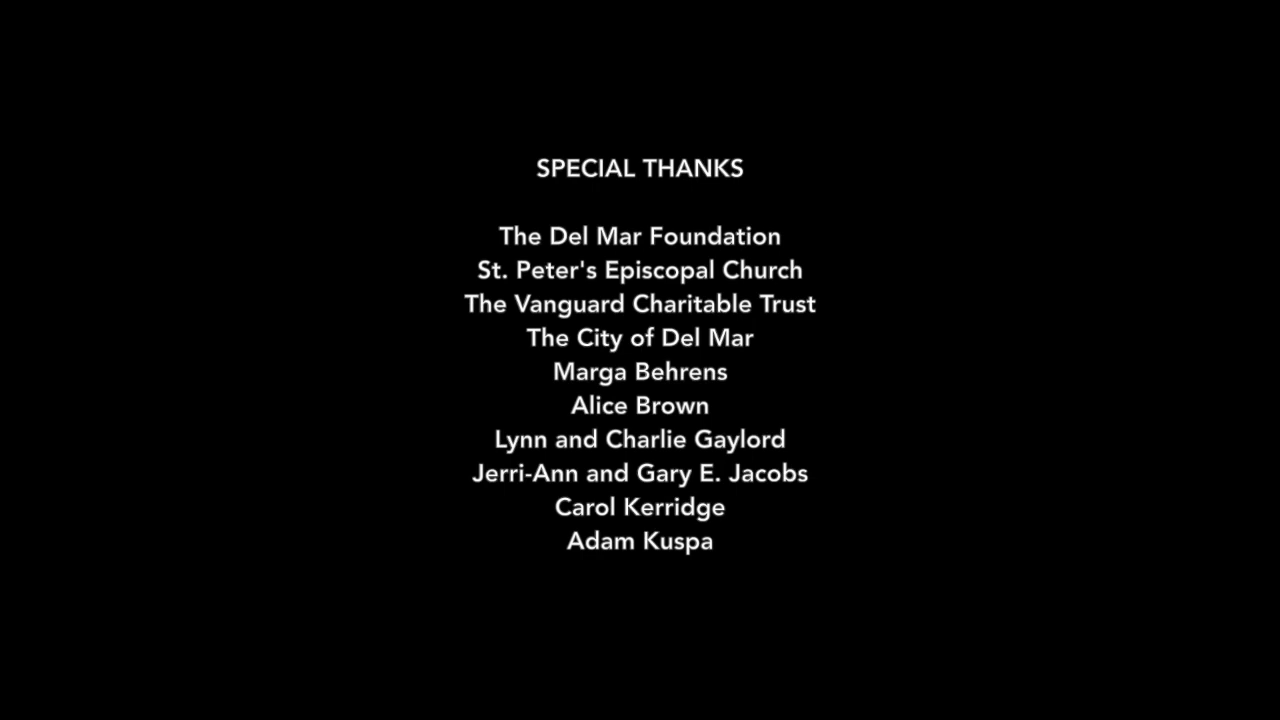 SPECIAL THANKS
The Del Mar Foundation
St. Peter's Episcopal Church
The Vanguard Charitable Trust
The City of Del Mar
Marga Behrens
Alice Brown
Lynn and Charlie Gaylord
Jerri-Ann and Gary E. Jacobs
Carol Kerridge
Adam Kuspa